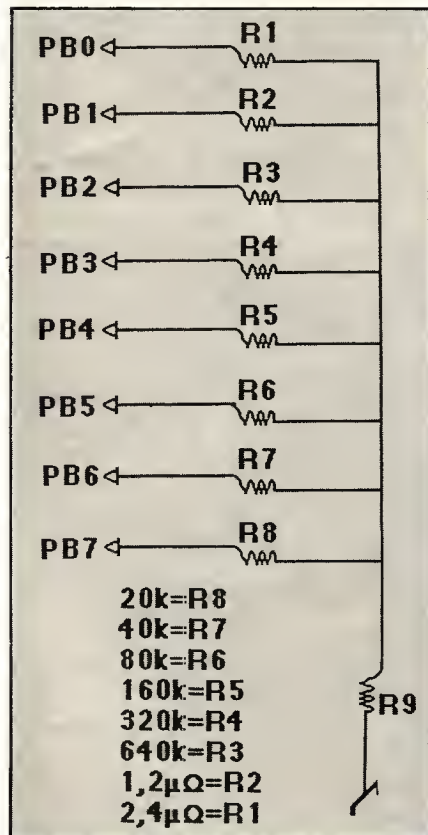 R1
PB0
R2
PB1
R3
PB2
R4
PB3
R5
PB4
R6
PB5
R7
PB6
R8
PB7
20k=R8
40k=R7
80k=R6
160k=R5
320k=R4
640k=R3
R9
1,2µΩ=R2
2,4µΩ=R1